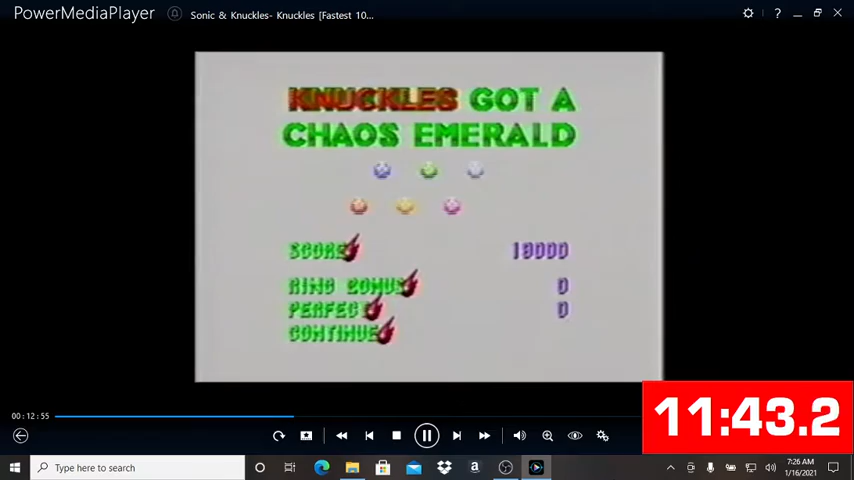 PowerMediaPlayer
Sonic & Knuckles- Knuckles [Fastest 10...
KNUCKLES GOT A
CHAOS EMERALD
SCORE 10000
RING BONUS 0
PERFECT 0
CONTINUE
00:12:55
11:43.2
Type here to search
7:26 AM
1/16/2021